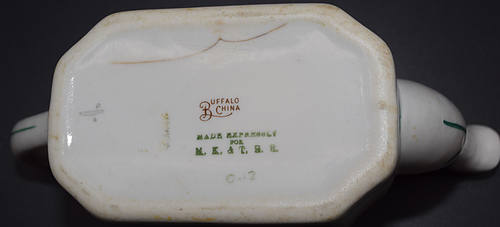 BUFFALO
CHINA
MADE EXPRESSLY
FOR
M. K. & T. R. R.